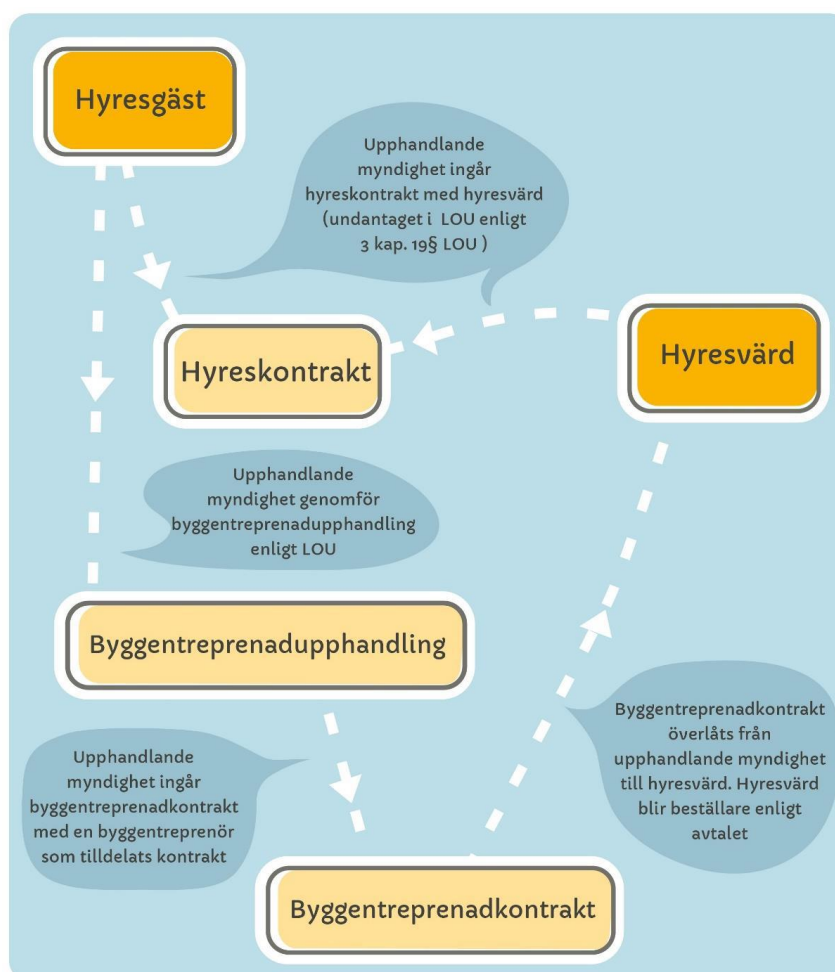 Hyresgäst
Upphandlande
myndighet ingår
hyreskontrakt med hyresvärd
(undantaget i LOU enligt
3 kap. 19§ LOU )
Hyreskontrakt
Hyresvärd
Upphandlande
myndighet genomför
byggentreprenadupphandling
enligt LOU
Byggentreprenadupphandling
Byggentreprenadkontrakt
överlåts från
upphandlande myndighet
till hyresvärd. Hyresvärd
blir beställare enligt
avtalet
Upphandlande
myndighet ingår
byggentreprenadkontrakt
med en byggentreprenör
som tilldelats kontrakt
Byggentreprenadkontrakt